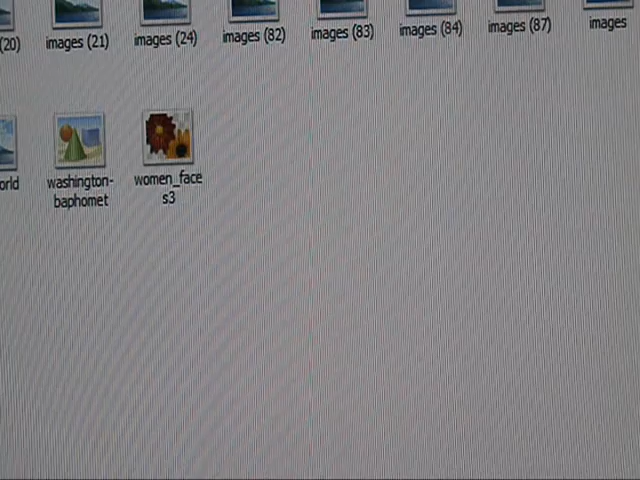 (20)
images (21)
images (24)
images (82)
images (83)
images (84)
images (87)
images
orld
washington-
baphomet
women_face
s3